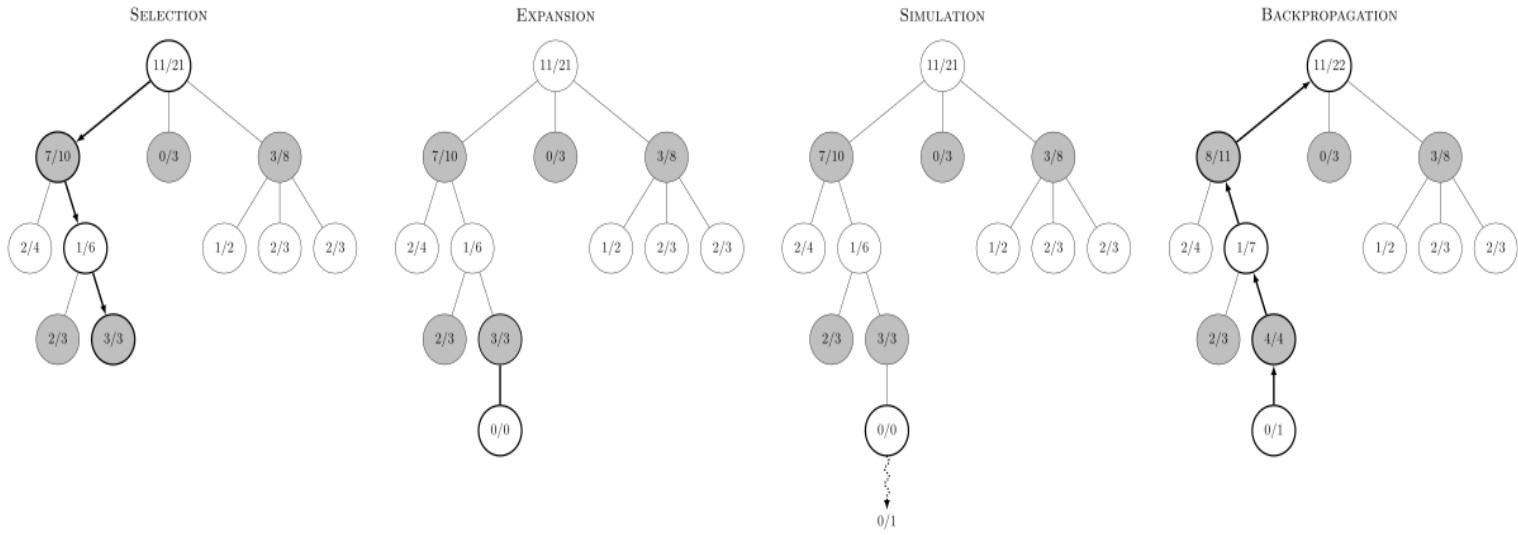 SELECTION EXPANSION SIMULATION BACKPROPAGATION
11/21 11/21 11/21 11/22
7/10 0/3 3/8 7/10 0/3 3/8 7/10 0/3 3/8 8/11 0/3 3/8
2/4 1/6 1/2 2/3 2/3 2/4 1/6 1/2 2/3 2/3 2/4 1/6 1/2 2/3 2/3 2/4 1/7 1/2 2/3 2/3
2/3 3/3 2/3 3/3 2/3 3/3 2/3 4/4
0/0 0/0 0/1
0/1